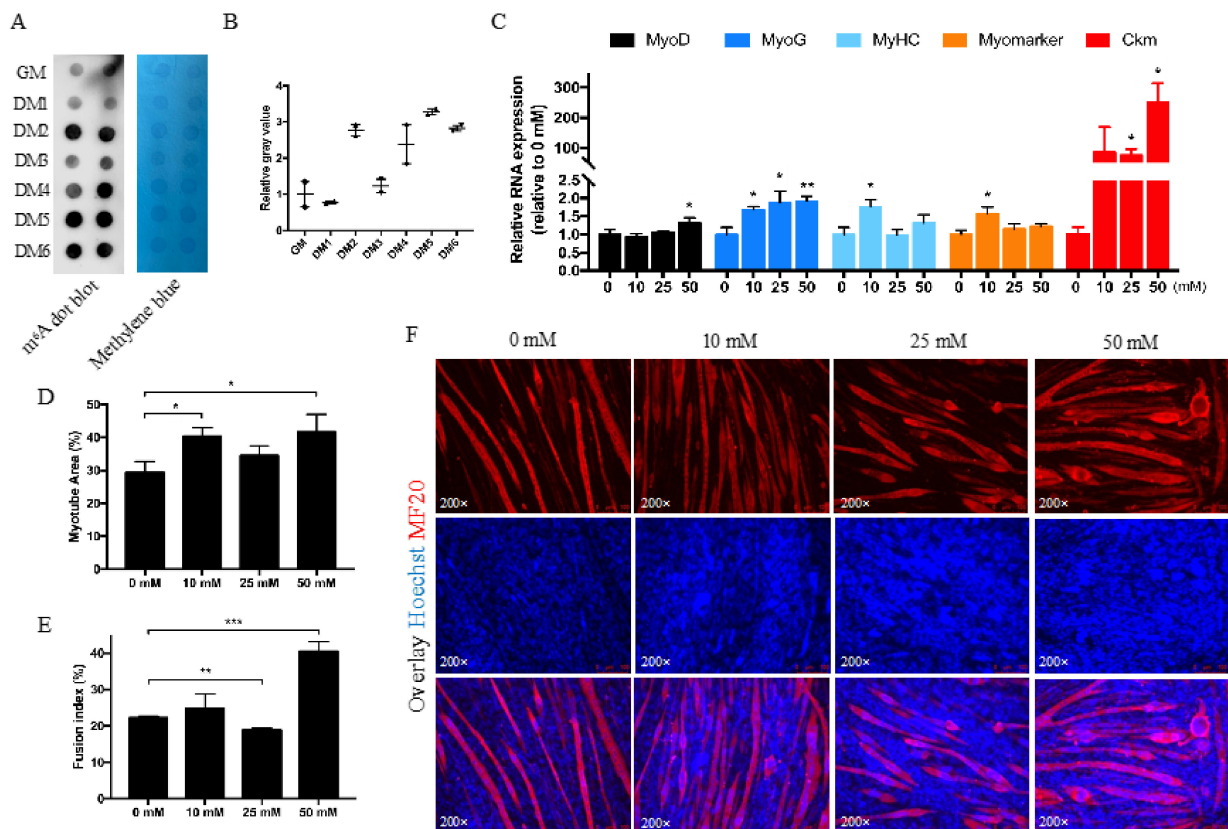 A
GM
DM1
DM2
DM3
DM4
DM5
DM6
m⁶A dot blot
Methylene blue
B
Relative gray value
4
3
2
1
0
GM
DM1
DM2
DM3
DM4
DM5
DM6
C
MyoD MyoG MyHC Myomarker Ckm
Relative RNA expression
(relative to 0 mM)
300
200
100
2.5
2.0
1.5
1.0
0.5
0.0
* * * ** * * * *
0 10 25 50 0 10 25 50 0 10 25 50 0 10 25 50 0 10 25 50 (mM)
D
Myotube Area (%)
50
40
30
20
10
0
*
*
0 mM 10 mM 25 mM 50 mM
E
Fusion index (%)
40
30
20
10
0
***
**
0 mM 10 mM 25 mM 50 mM
F
0 mM 10 mM 25 mM 50 mM
Overlay Hoechst MF20
200× 200× 200× 200×
200× 200× 200× 200×
200× 200× 200× 200×